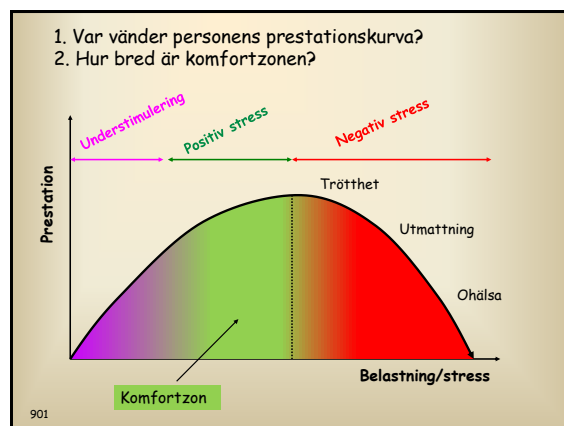 1. Var vänder personens prestationskurva?
2. Hur bred är komfortzonen?
Understimulering
Positiv stress
Negativ stress
Prestation
Trötthet
Utmattning
Ohälsa
Belastning/stress
Komfortzon
901